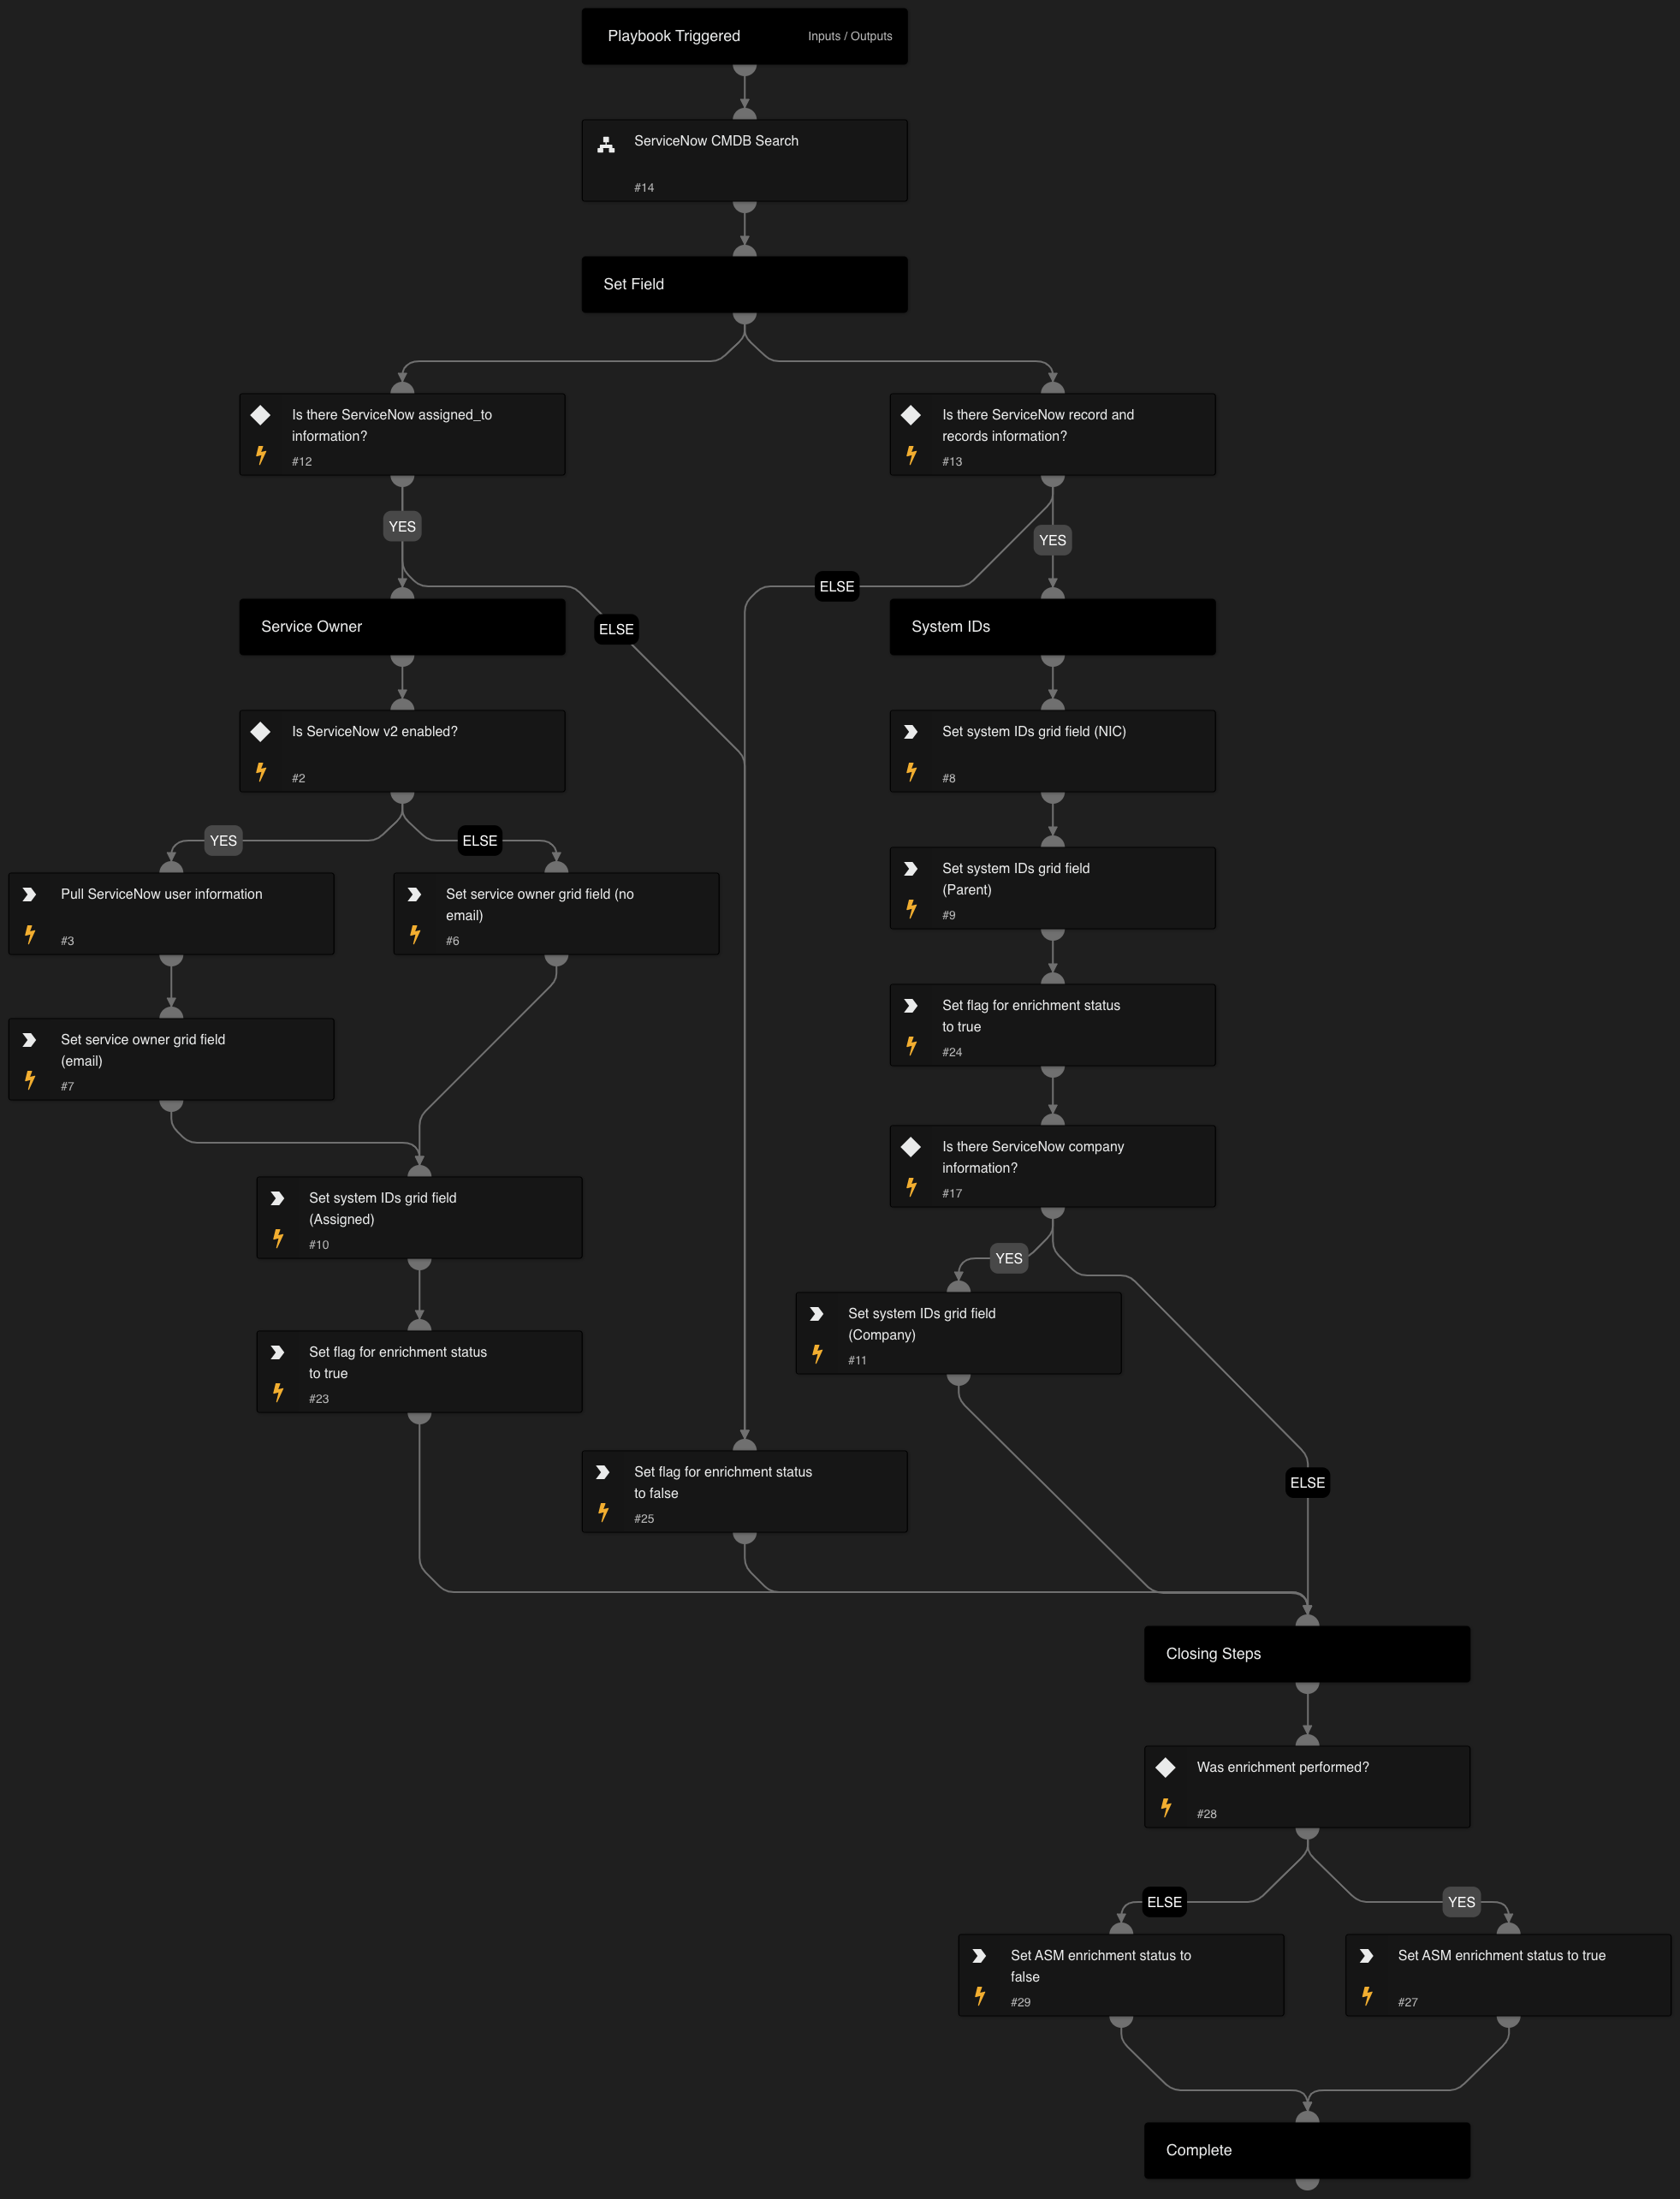 Playbook Triggered
Inputs / Outputs
ServiceNow CMDB Search
#14
Set Field
Is there ServiceNow assigned_to
information?
#12
Is there ServiceNow record and
records information?
#13
YES
YES
ELSE
ELSE
Service Owner
System IDs
Is ServiceNow v2 enabled?
#2
Set system IDs grid field (NIC)
#8
YES
ELSE
Pull ServiceNow user information
#3
Set service owner grid field (no
email)
#6
Set system IDs grid field
(Parent)
#9
Set service owner grid field
(email)
#7
Set flag for enrichment status
to true
#24
Is there ServiceNow company
information?
#17
Set system IDs grid field
(Assigned)
#10
YES
Set system IDs grid field
(Company)
#11
Set flag for enrichment status
to true
#23
Set flag for enrichment status
to false
#25
ELSE
Closing Steps
Was enrichment performed?
#28
ELSE
YES
Set ASM enrichment status to
false
#29
Set ASM enrichment status to true
#27
Complete